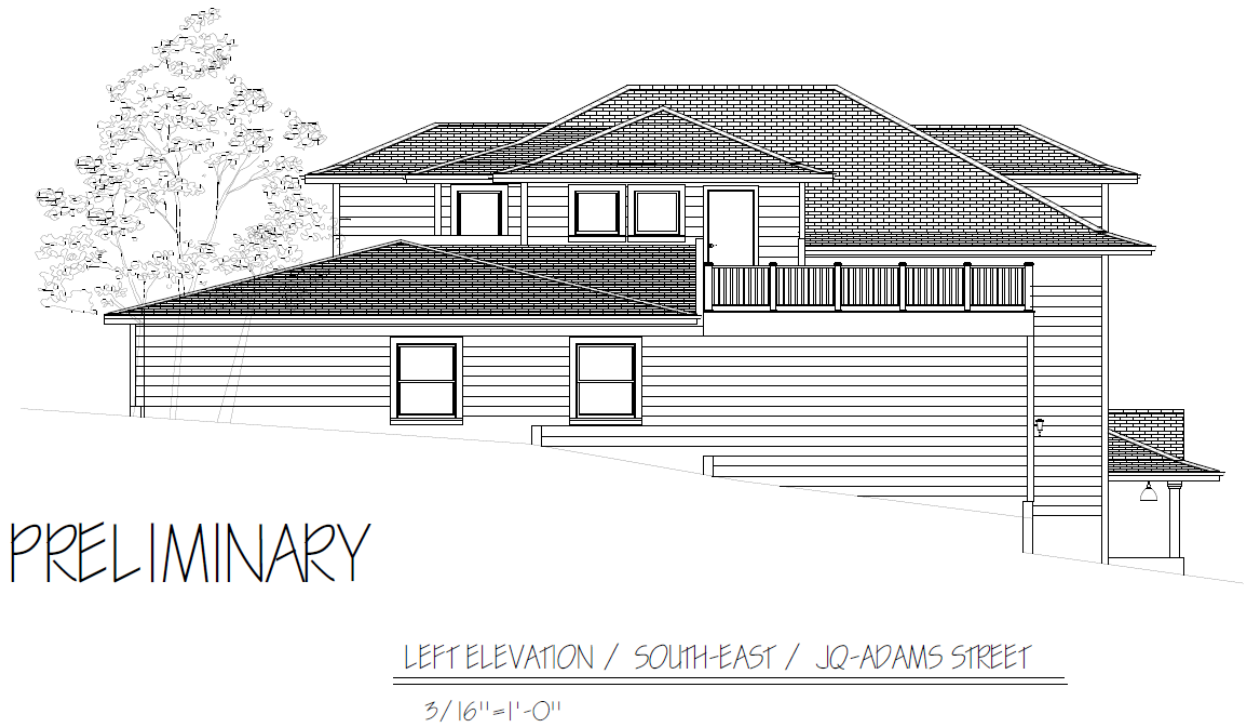 PRELIMINARY
LEFT ELEVATION / SOUTH-EAST / JQ-ADAMS STREET
3/16"=1'-0"